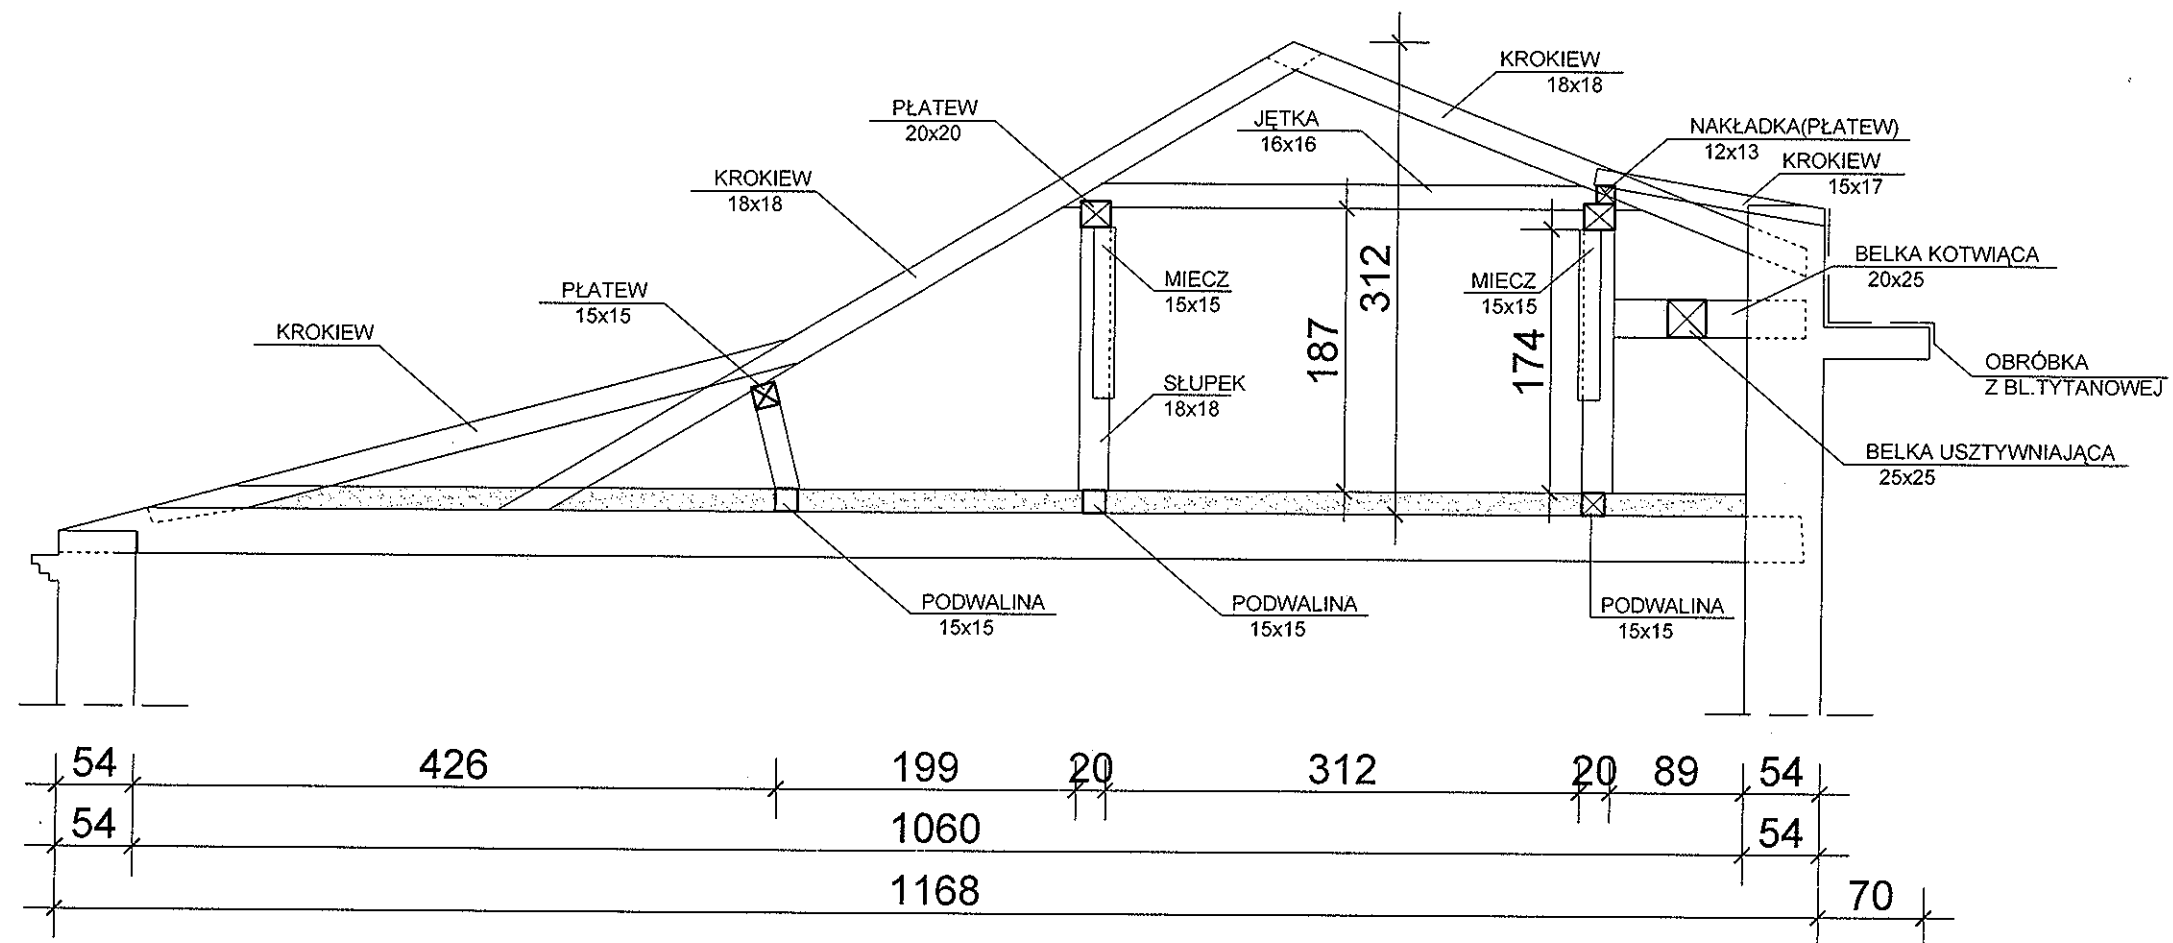 KROKIEW
18x18
PŁATEW
20x20
JĘTKA
16x16
NAKŁADKA(PŁATEW)
12x13
KROKIEW
15x17
KROKIEW
18x18
BELKA KOTWIĄCA
20x25
PŁATEW
15x15
MIECZ
15x15
MIECZ
15x15
312
187
174
KROKIEW
OBRÓBKA
Z BL.TYTANOWEJ
SŁUPEK
18x18
BELKA USZTYWNIAJĄCA
25x25
PODWALINA
15x15
PODWALINA
15x15
PODWALINA
15x15
54 426 199 20 312 20 89 54
54 1060 54
1168 70